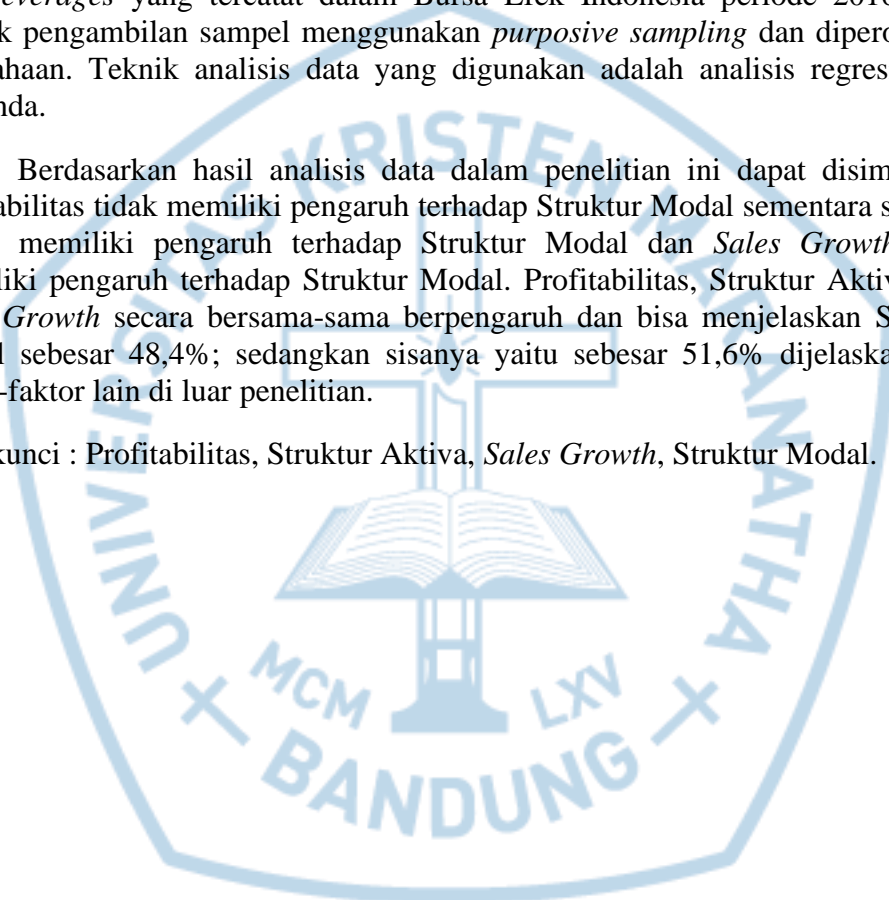 everages yang tercatat dalam Bursa Efek Indonesia periode 2010
k pengambilan sampel menggunakan purposive sampling dan dipero
ahaan. Teknik analisis data yang digunakan adalah analisis regres
nda.
Berdasarkan hasil analisis data dalam penelitian ini dapat disim
abilitas tidak memiliki pengaruh terhadap Struktur Modal sementara s
memiliki pengaruh terhadap Struktur Modal dan Sales Growth
liki pengaruh terhadap Struktur Modal. Profitabilitas, Struktur Aktiv
Growth secara bersama-sama berpengaruh dan bisa menjelaskan S
l sebesar 48,4%; sedangkan sisanya yaitu sebesar 51,6% dijelaska
-faktor lain di luar penelitian.
kunci : Profitabilitas, Struktur Aktiva, Sales Growth, Struktur Modal.
UNIVERSITAS KRISTEN MARANATHA
MCM LXV
BANDUNG